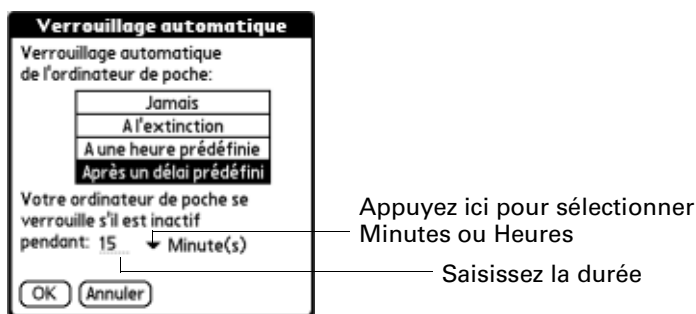 Verrouillage automatique
Verrouillage automatique
de l'ordinateur de poche:
Jamais
A l'extinction
A une heure prédéfinie
Après un délai prédéfini
Votre ordinateur de poche se
verrouille s'il est inactif
pendant: 15 Minute(s)
OK Annuler
Appuyez ici pour sélectionner
Minutes ou Heures
Saisissez la durée